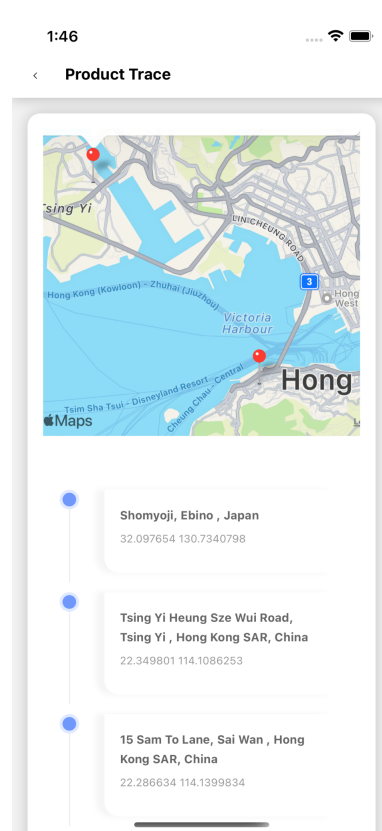 1:46
Product Trace
Tsing Yi
LIN CHEUNG ROAD
3
Hong Kong (Kowloon) - Zhuhai (Jiuzhou)
Hong
West
Victoria
Harbour
Hong
Tsim Sha Tsui - Disneyland Resort
Cheung Chau - Central
Maps
Shomyoji, Ebino , Japan
32.097654 130.7340798
Tsing Yi Heung Sze Wui Road,
Tsing Yi , Hong Kong SAR, China
22.349801 114.1086253
15 Sam To Lane, Sai Wan , Hong
Kong SAR, China
22.286634 114.1399834